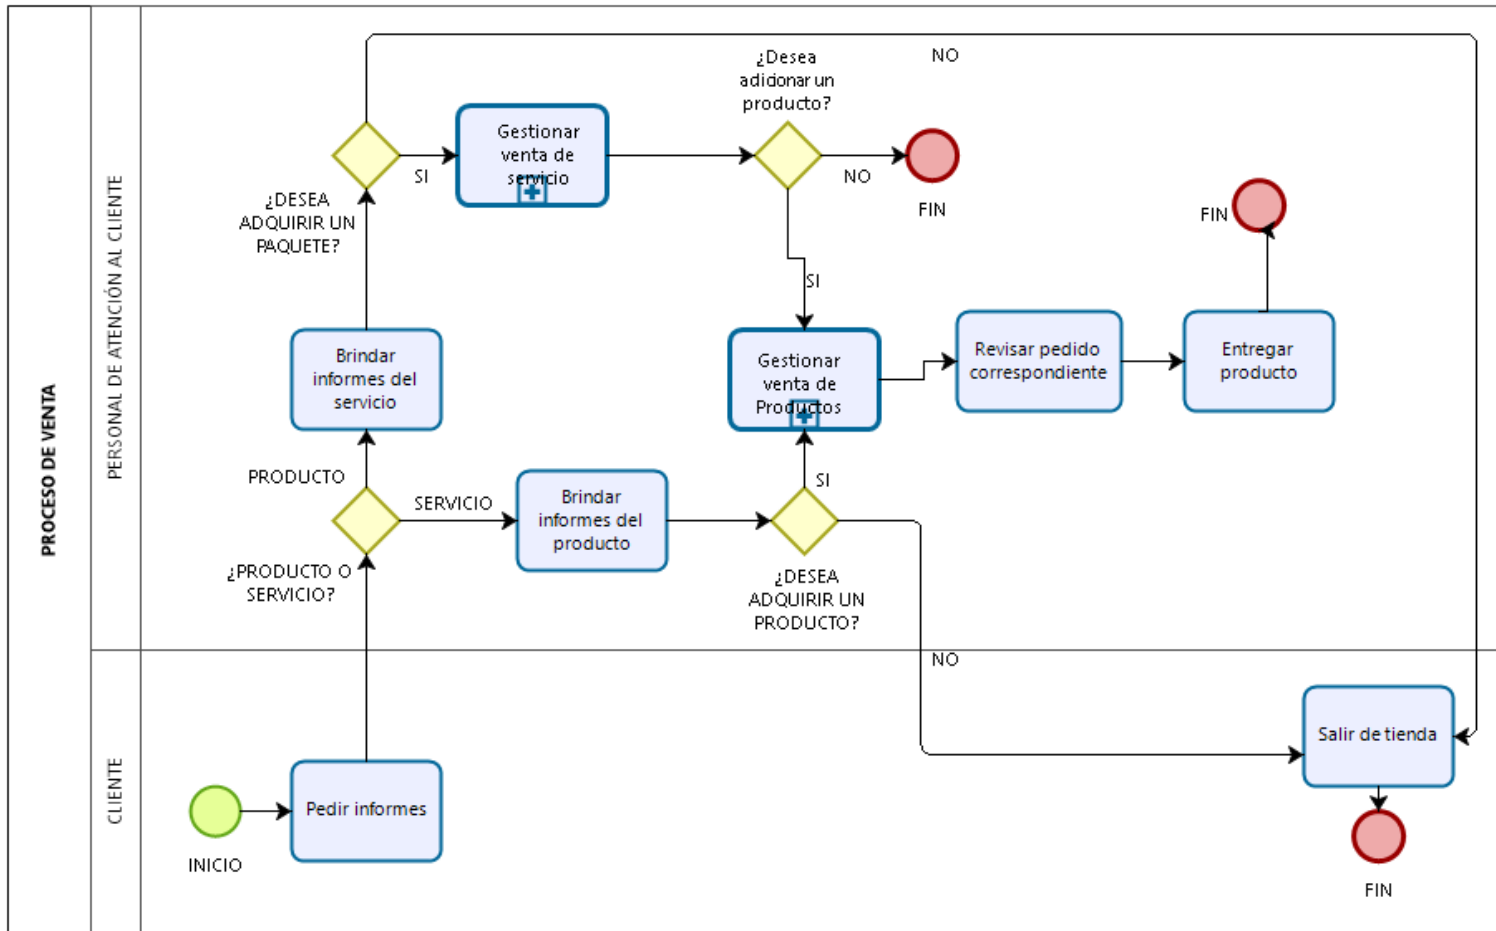 PROCESO DE VENTA
PERSONAL DE ATENCIÓN AL CLIENTE
NO
¿Desea
adicionar un
producto?
Gestionar
venta de
servicio
SI
NO
FIN
¿DESEA
ADQUIRIR UN
PAQUETE?
FIN
SI
Brindar
informes del
servicio
Gestionar
venta de
Productos
Revisar pedido
correspondiente
Entregar
producto
PRODUCTO
SERVICIO
SI
Brindar
informes del
producto
¿PRODUCTO O
SERVICIO?
¿DESEA
ADQUIRIR UN
PRODUCTO?
NO
CLIENTE
Salir de tienda
Pedir informes
INICIO
FIN